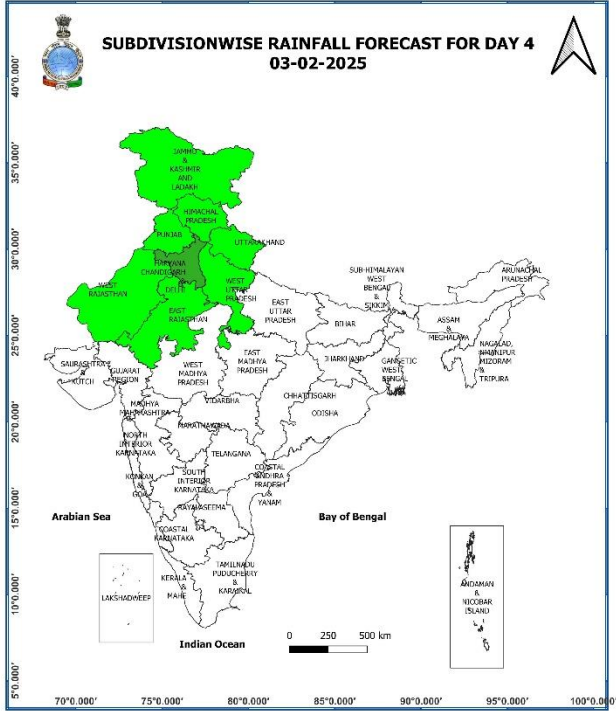 SUBDIVISIONWISE RAINFALL FORECAST FOR DAY 4
03-02-2025
40°0.000'
35°0.000'
30°0.000'
25°0.000'
20°0.000'
15°0.000'
10°0.000'
5°0.000'
JAMMU
&
KASHMIR
AND
LADAKH
HIMACHAL
PRADESH
PUNJAB
UTTARAKHAND
HARYANA
CHANDIGARH
&
DELHI
WEST
RAJASTHAN
EAST
RAJASTHAN
WEST
UTTAR
PRADESH
EAST
UTTAR
PRADESH
SUB-HIMALAYAN
WEST
BENGAL
&
SIKKIM
ARUNACHAL
PRADESH
ASSAM
&
MEGHALAYA
NAGALAD,
MANIPUR
MIZORAM
&
TRIPURA
BIHAR
JHARKHAND
GANGETIC
WEST
BENGAL
SAURASHTRA
&
KUTCH
GUJARAT
REGION
WEST
MADHYA
PRADESH
EAST
MADHYA
PRADESH
CHHATTISGARH
ODISHA
MADHYA
MAHARASHTRA
VIDARBHA
MARATHAWADA
TELANGANA
NORTH
INTERIOR
KARNATAKA
KONKAN
&
GOA
SOUTH
INTERIOR
KARNATAKA
COASTAL
ANDHRA
PRADESH
&
YANAM
RAYALASEEMA
COASTAL
KARNATAKA
TAMILNADU
PUDUCHERRY
&
KARAIKAL
KERALA
&
MAHE
LAKSHADWEEP
ANDAMAN
&
NICOBAR
ISLAND
Arabian Sea
Bay of Bengal
Indian Ocean
0 250 500 km
70°0.000' 75°0.000' 80°0.000' 85°0.000' 90°0.000' 95°0.000' 100°0.000'